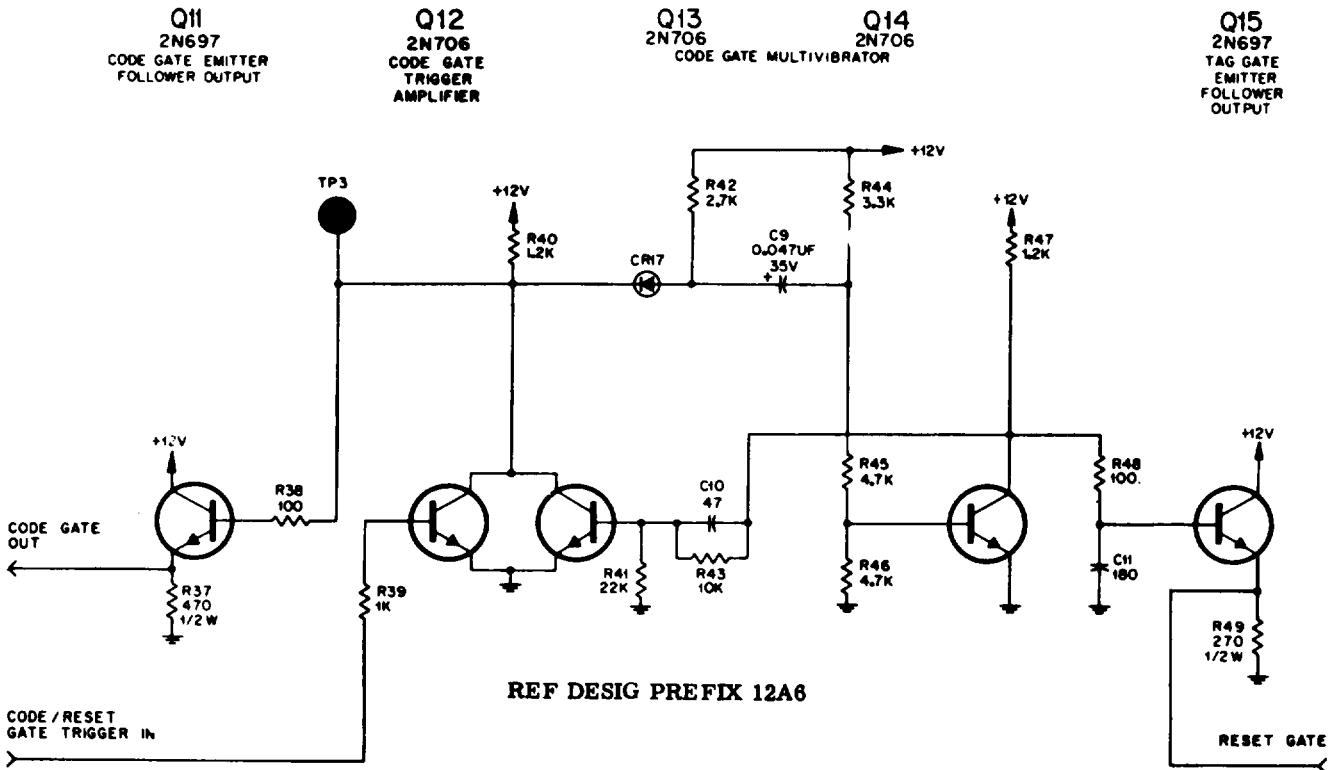 Q11
2N697
CODE GATE EMITTER
FOLLOWER OUTPUT
Q12
2N706
CODE GATE
TRIGGER
AMPLIFIER
Q13
2N706
Q14
2N706
CODE GATE MULTIVIBRATOR
Q15
2N697
TAG GATE
EMITTER
FOLLOWER
OUTPUT
TP3
+12V
R40
1.2K
CR17
R42
2.7K
C9
0.047UF
35V
+
R44
3.3K
+12V
+12V
R47
1.2K
+12V
R38
100
CODE GATE
OUT
R37
470
1/2W
R39
1K
R41
22K
C10
47
R43
10K
R45
4.7K
R46
4.7K
R48
100.
C11
180
+12V
R49
270
1/2W
REF DESIG PREFIX 12A6
CODE/RESET
GATE TRIGGER IN
RESET GATE